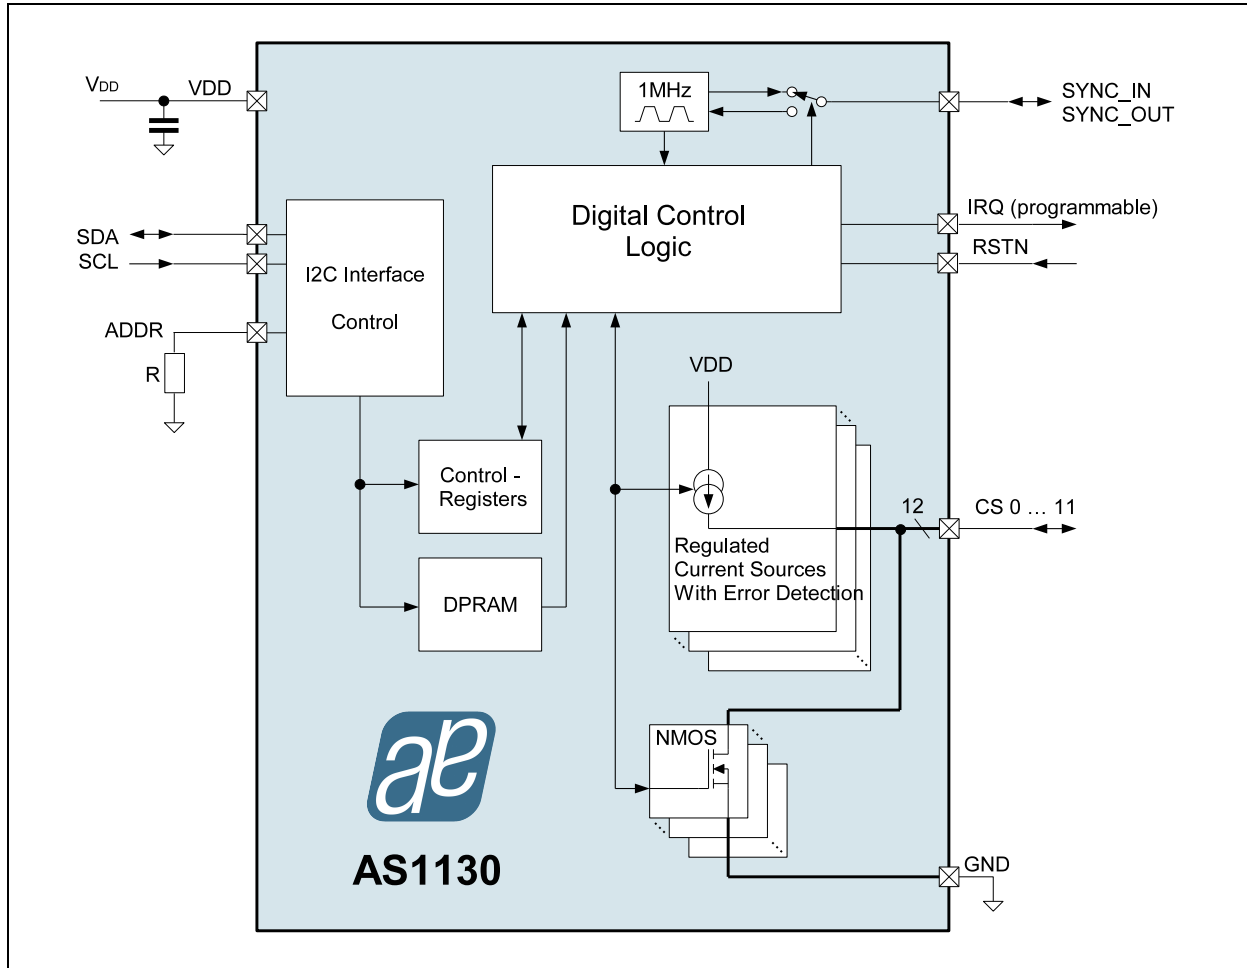 VDD
VDD
1MHz
SYNC_IN
SYNC_OUT
Digital Control
Logic
IRQ (programmable)
RSTN
SDA
SCL
I2C Interface
Control
ADDR
R
VDD
Control -
Registers
12
CS 0 ... 11
Regulated
Current Sources
With Error Detection
DPRAM
NMOS
ae
AS1130
GND